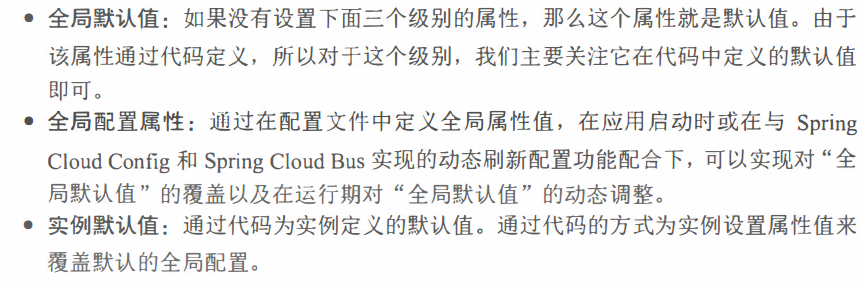 • 全局默认值：如果没有设置下面三个级别的属性，那么这个属性就是默认值。由于
该属性通过代码定义，所以对于这个级别，我们主要关注它在代码中定义的默认值
即可。
• 全局配置属性：通过在配置文件中定义全局属性值，在应用启动时或在与 Spring
Cloud Config 和 Spring Cloud Bus 实现的动态刷新配置功能配合下，可以实现对“全
局默认值”的覆盖以及在运行期对“全局默认值”的动态调整。
• 实例默认值：通过代码为实例定义的默认值。通过代码的方式为实例设置属性值来
覆盖默认的全局配置。